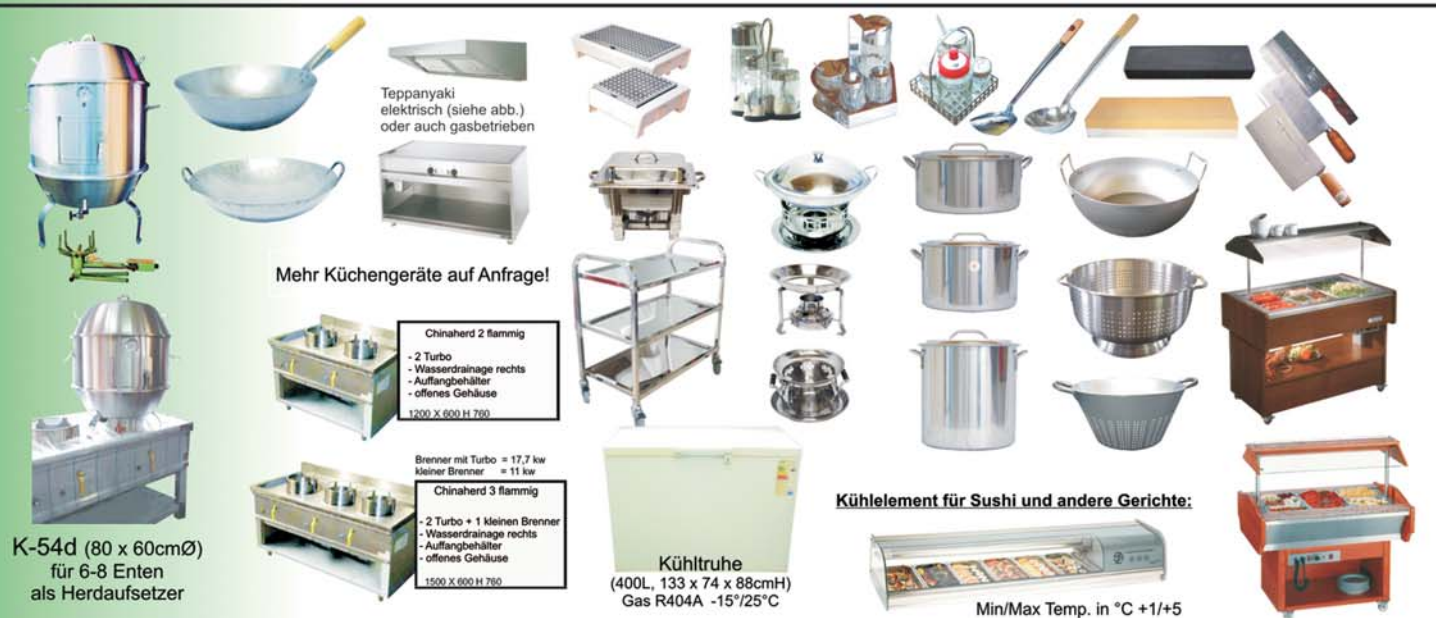 Teppanyaki
elektrisch (siehe abb.)
oder auch gasbetrieben
Mehr Küchengeräte auf Anfrage!
Chinaherd 2 flammig
- 2 Turbo
- Wasserdrainage rechts
- Auffangbehälter
- offenes Gehäuse
1200 X 600 H 760
Brenner mit Turbo = 17,7 kw
kleiner Brenner = 11 kw
Chinaherd 3 flammig
- 2 Turbo + 1 kleinen Brenner
- Wasserdrainage rechts
- Auffangbehälter
- offenes Gehäuse
1500 X 600 H 760
K-54d (80 x 60cmØ)
für 6-8 Enten
als Herdaufsetzer
Kühltruhe
(400L, 133 x 74 x 88cmH)
Gas R404A -15°/25°C
Kühlelement für Sushi und andere Gerichte:
Min/Max Temp. in °C +1/+5